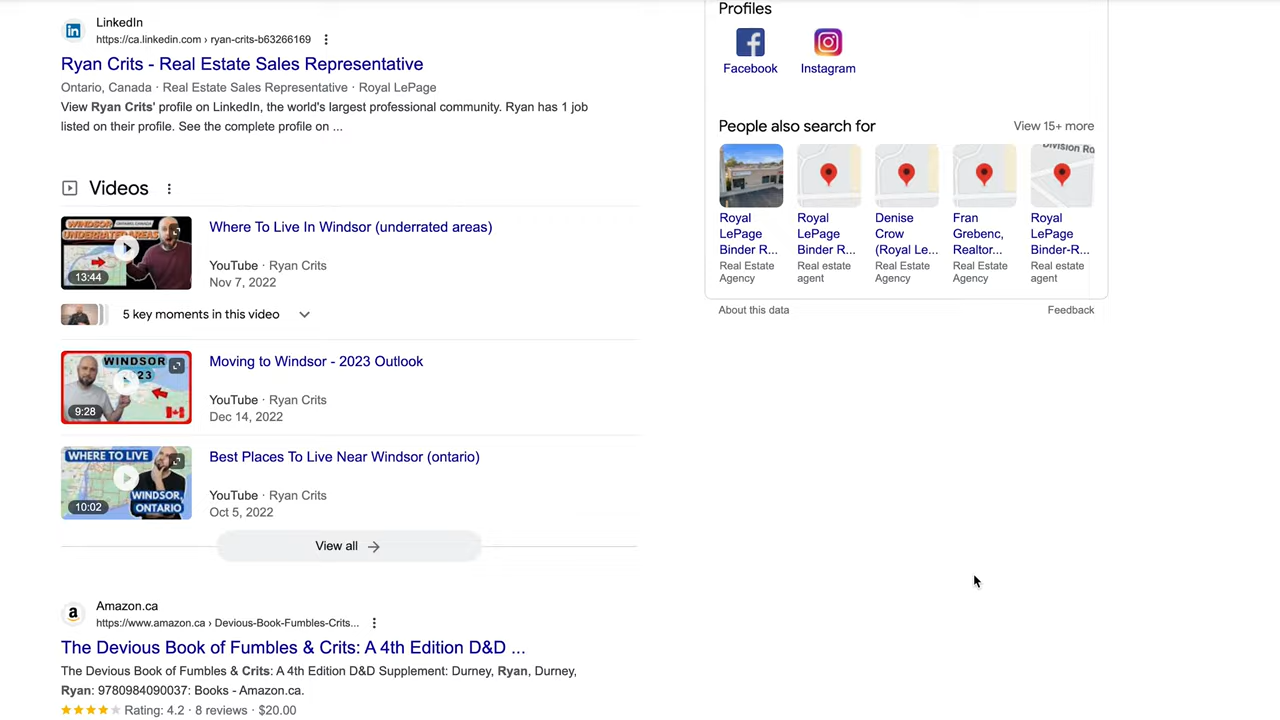 LinkedIn
https://ca.linkedin.com › ryan-crits-b63266169
Ryan Crits - Real Estate Sales Representative
Ontario, Canada · Real Estate Sales Representative · Royal LePage
View Ryan Crits' profile on LinkedIn, the world's largest professional community. Ryan has 1 job
listed on their profile. See the complete profile on ...
Videos
WINDSOR
UNDERRATED AREAS
13:44
Where To Live In Windsor (underrated areas)
YouTube · Ryan Crits
Nov 7, 2022
5 key moments in this video
WINDSOR
23
9:28
Moving to Windsor - 2023 Outlook
YouTube · Ryan Crits
Dec 14, 2022
WHERE TO LIVE
WINDSOR,
ONTARIO
10:02
Best Places To Live Near Windsor (ontario)
YouTube · Ryan Crits
Oct 5, 2022
View all
a
Amazon.ca
https://www.amazon.ca › Devious-Book-Fumbles-Crits...
The Devious Book of Fumbles & Crits: A 4th Edition D&D ...
The Devious Book of Fumbles & Crits: A 4th Edition D&D Supplement: Durney, Ryan, Durney,
Ryan: 9780984090037: Books - Amazon.ca.
Rating: 4.2 · 8 reviews · $20.00
Profiles
Facebook
Instagram
People also search for
View 15+ more
Division Rd
Royal
LePage
Binder R...
Real Estate
Agency
Royal
LePage
Binder R...
Real estate
agent
Denise
Crow
(Royal Le...
Real Estate
Agency
Fran
Grebenc,
Realtor...
Real Estate
Agency
Royal
LePage
Binder-R...
Real estate
agent
About this data
Feedback